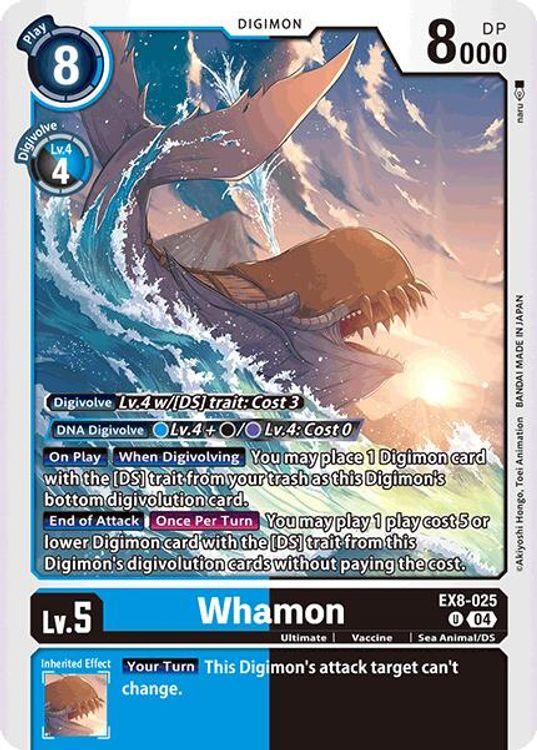 DIGIMON
Play
8
DP
8000
Digivolve
Lv.4
4
naru
Digivolve Lv.4 w/[DS] trait: Cost 3
DNA Digivolve Lv.4 + / Lv.4: Cost 0
On Play When Digivolving You may place 1 Digimon card
with the [DS] trait from your trash as this Digimon's
bottom digivolution card.
End of Attack Once Per Turn You may play 1 play cost 5 or
lower Digimon card with the [DS] trait from this
Digimon's digivolution cards without paying the cost.
©Akiyoshi Hongo, Toei Animation BANDAI MADE IN JAPAN
Lv.5
Whamon
EX8-025
U 04
Ultimate | Vaccine | Sea Animal/DS
Inherited Effect
Your Turn This Digimon's attack target can't
change.